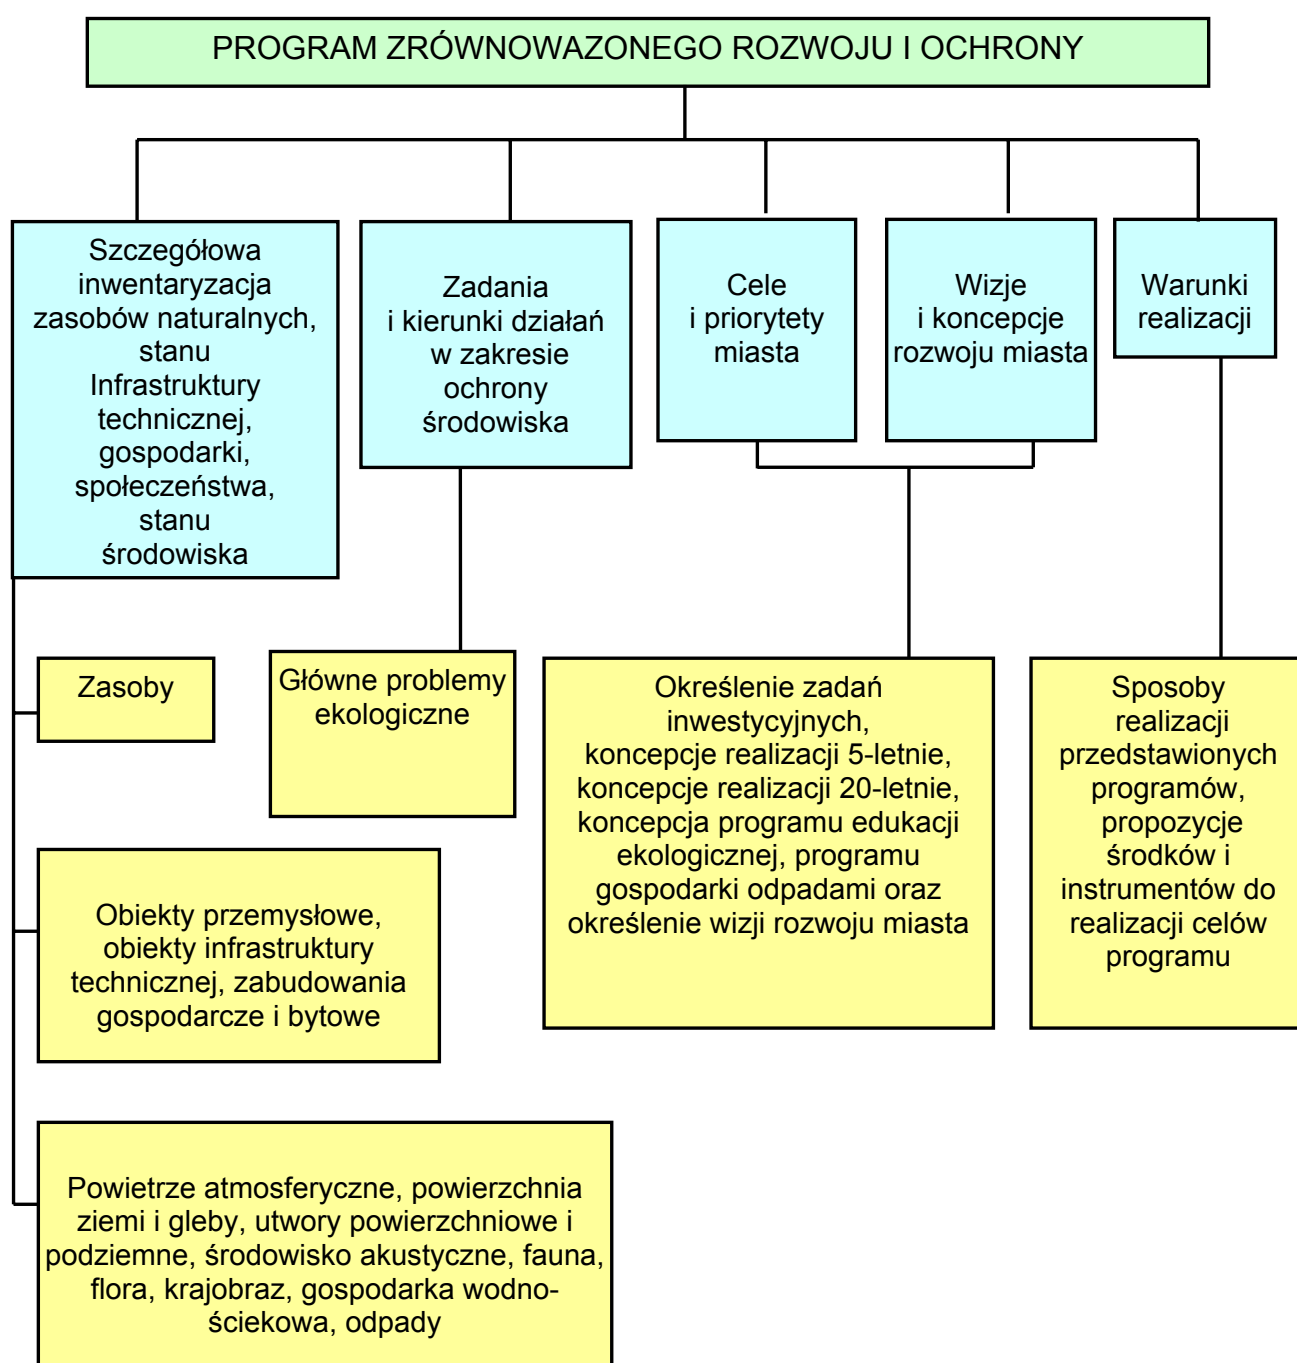 PROGRAM ZRÓWNOWAZONEGO ROZWOJU I OCHRONY
Szczegółowa
inwentaryzacja
zasobów naturalnych,
stanu
Infrastruktury
technicznej,
gospodarki,
społeczeństwa,
stanu
środowiska
Zadania
i kierunki działań
w zakresie
ochrony
środowiska
Cele
i priorytety
miasta
Wizje
i koncepcje
rozwoju miasta
Warunki
realizacji
Zasoby
Główne problemy
ekologiczne
Określenie zadań
inwestycyjnych,
koncepcje realizacji 5-letnie,
koncepcje realizacji 20-letnie,
koncepcja programu edukacji
ekologicznej, programu
gospodarki odpadami oraz
określenie wizji rozwoju miasta
Sposoby
realizacji
przedstawionych
programów,
propozycje
środków i
instrumentów do
realizacji celów
programu
Obiekty przemysłowe,
obiekty infrastruktury
technicznej, zabudowania
gospodarcze i bytowe
Powietrze atmosferyczne, powierzchnia
ziemi i gleby, utwory powierzchniowe i
podziemne, środowisko akustyczne, fauna,
flora, krajobraz, gospodarka wodno-
ściekowa, odpady